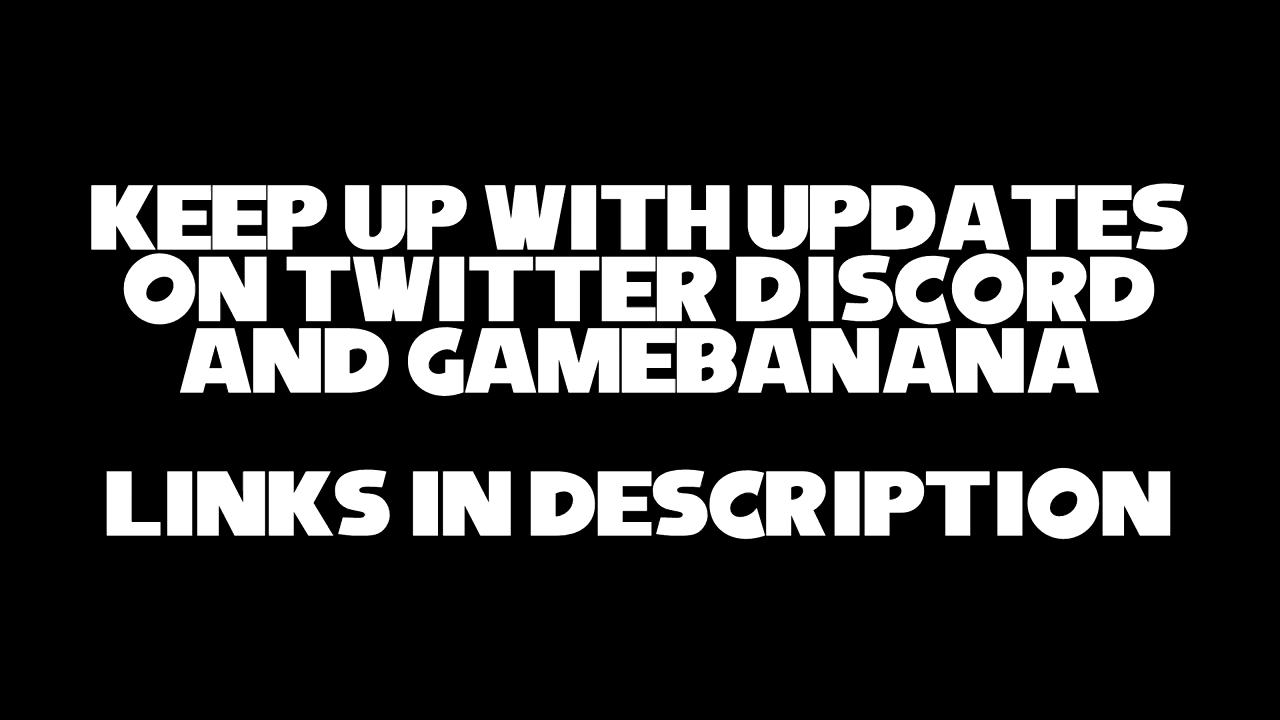 KEEP UP WITH UPDATES
ON TWITTER DISCORD
AND GAMEBANANA
LINKS IN DESCRIPTION